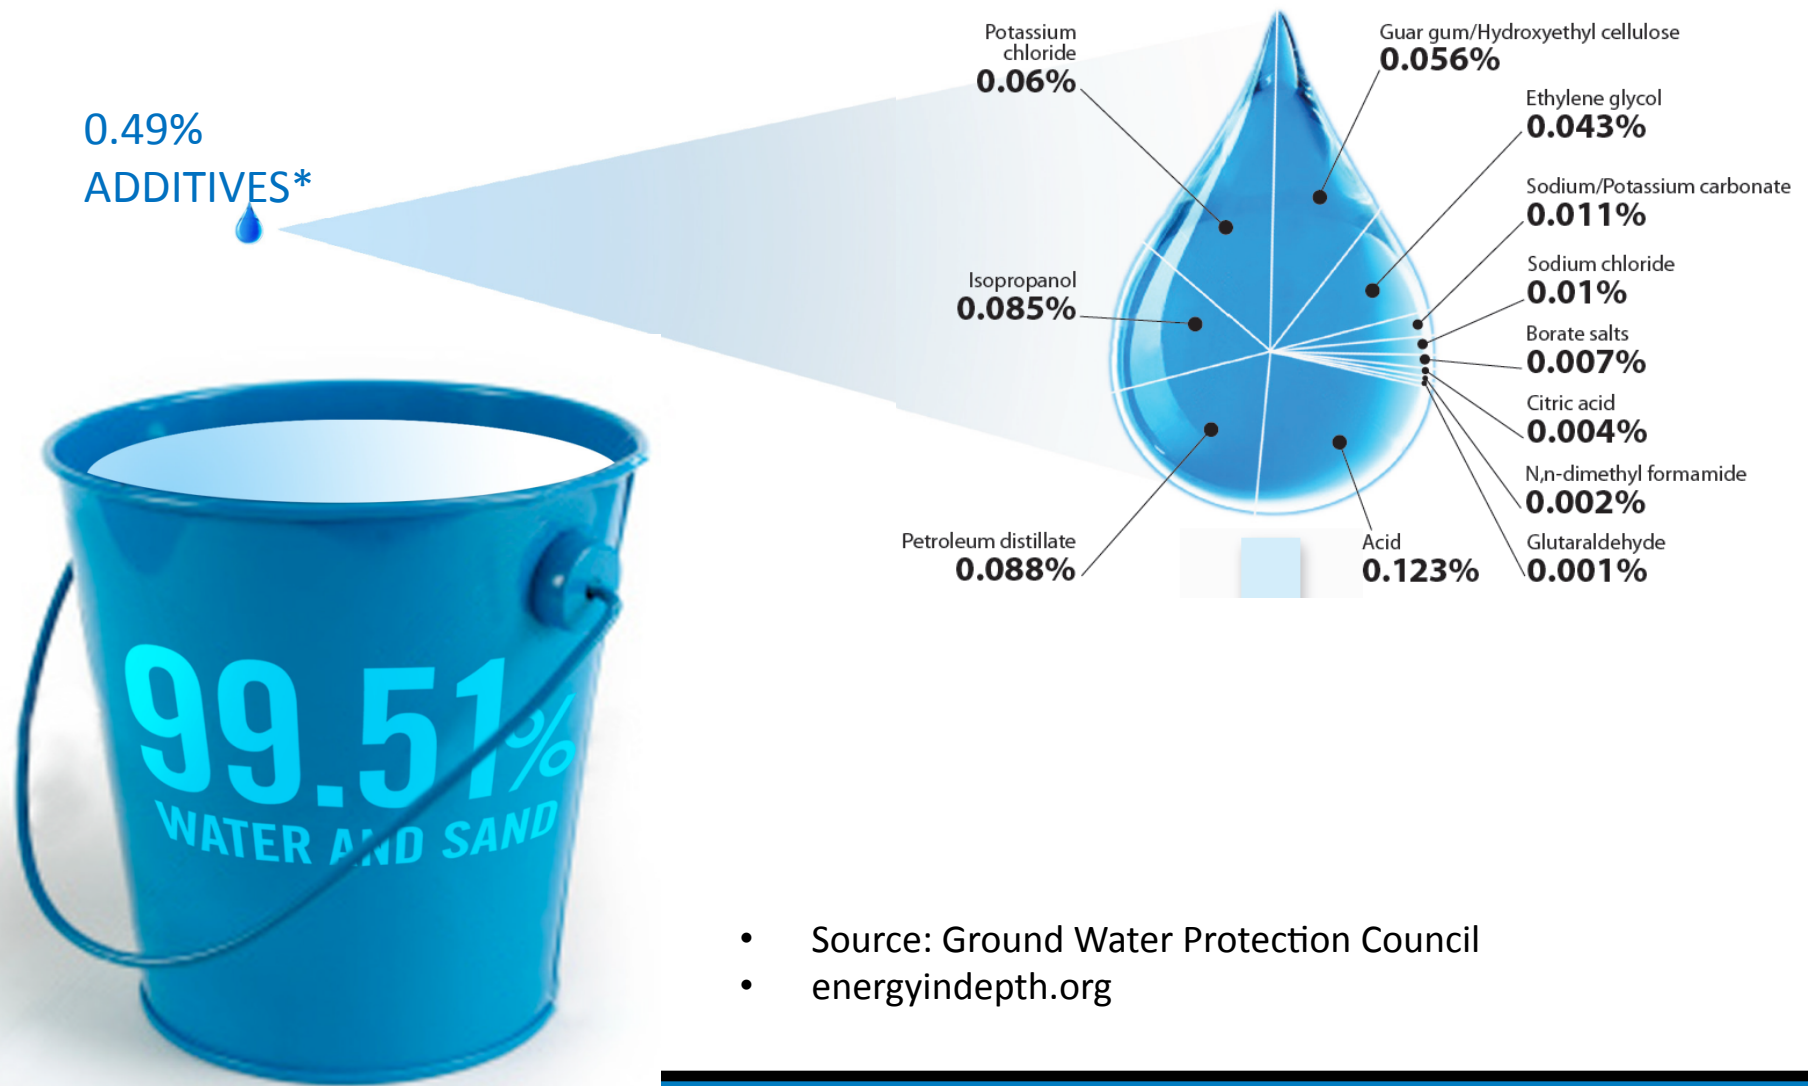 0.49%
ADDITIVES*
Potassium
chloride
0.06%
Isopropanol
0.085%
Petroleum distillate
0.088%
Guar gum/Hydroxyethyl cellulose
0.056%
Ethylene glycol
0.043%
Sodium/Potassium carbonate
0.011%
Sodium chloride
0.01%
Borate salts
0.007%
Citric acid
0.004%
N,n-dimethyl formamide
0.002%
Glutaraldehyde
0.001%
Acid
0.123%
99.51%
WATER AND SAND
• Source: Ground Water Protection Council
• energyindepth.org